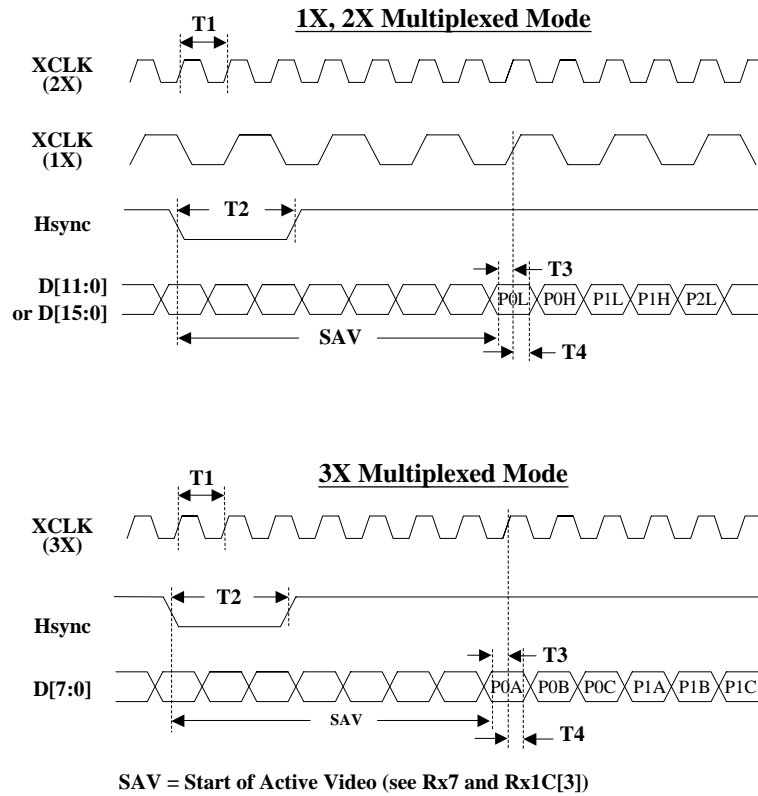 1X, 2X Multiplexed Mode
T1
XCLK
(2X)
XCLK
(1X)
T2
Hsync
T3
D[11:0]
or D[15:0]
P0L P0H P1L P1H P2L
SAV
T4
3X Multiplexed Mode
T1
XCLK
(3X)
T2
Hsync
T3
D[7:0]
P0A P0B P0C P1A P1B P1C
SAV
T4
SAV = Start of Active Video (see Rx7 and Rx1C[3])